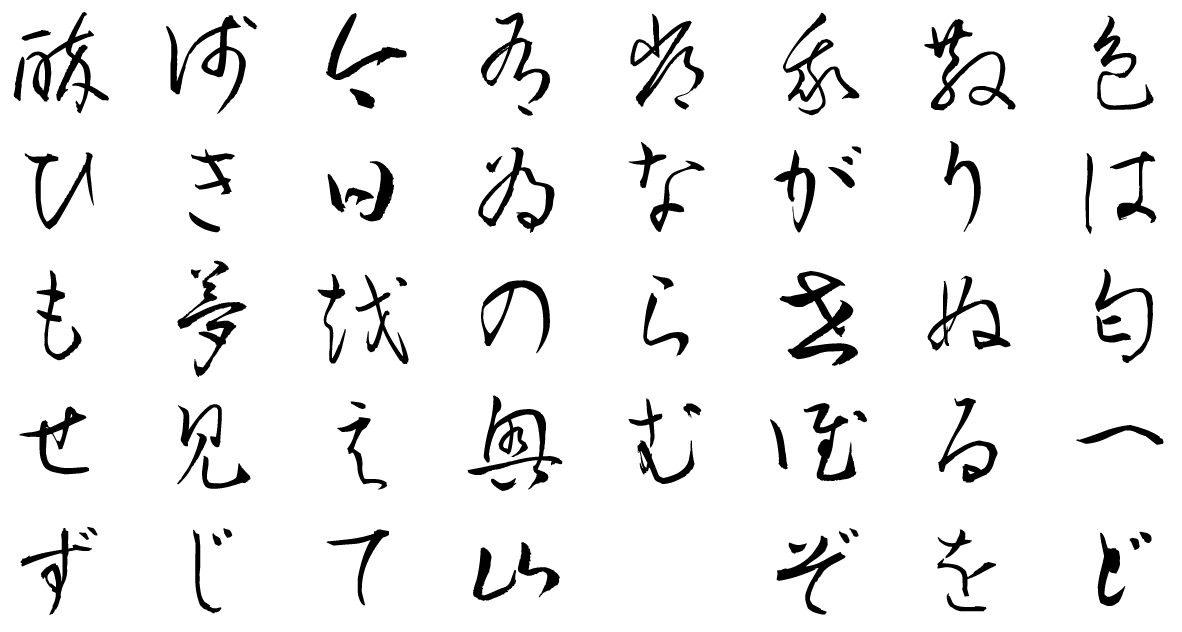 色は匂へど
散りぬるを
我が世誰ぞ
常ならむ
有為の奥山
今日越えて
浅き夢見じ
酔ひもせず